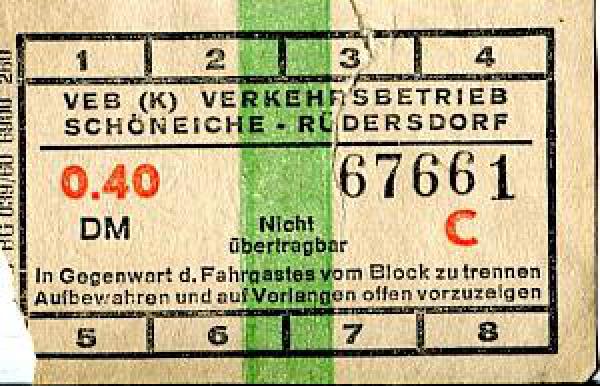 1 2 3 4
VEB (K) VERKEHRSBETRIEB
SCHÖNEICHE - RÜDERSDORF
0.40 67661
DM Nicht C
übertragbar
In Gegenwart d. Fahrgastes vom Block zu trennen
Aufbewahren und auf Verlangen offen vorzuzeigen
5 6 7 8